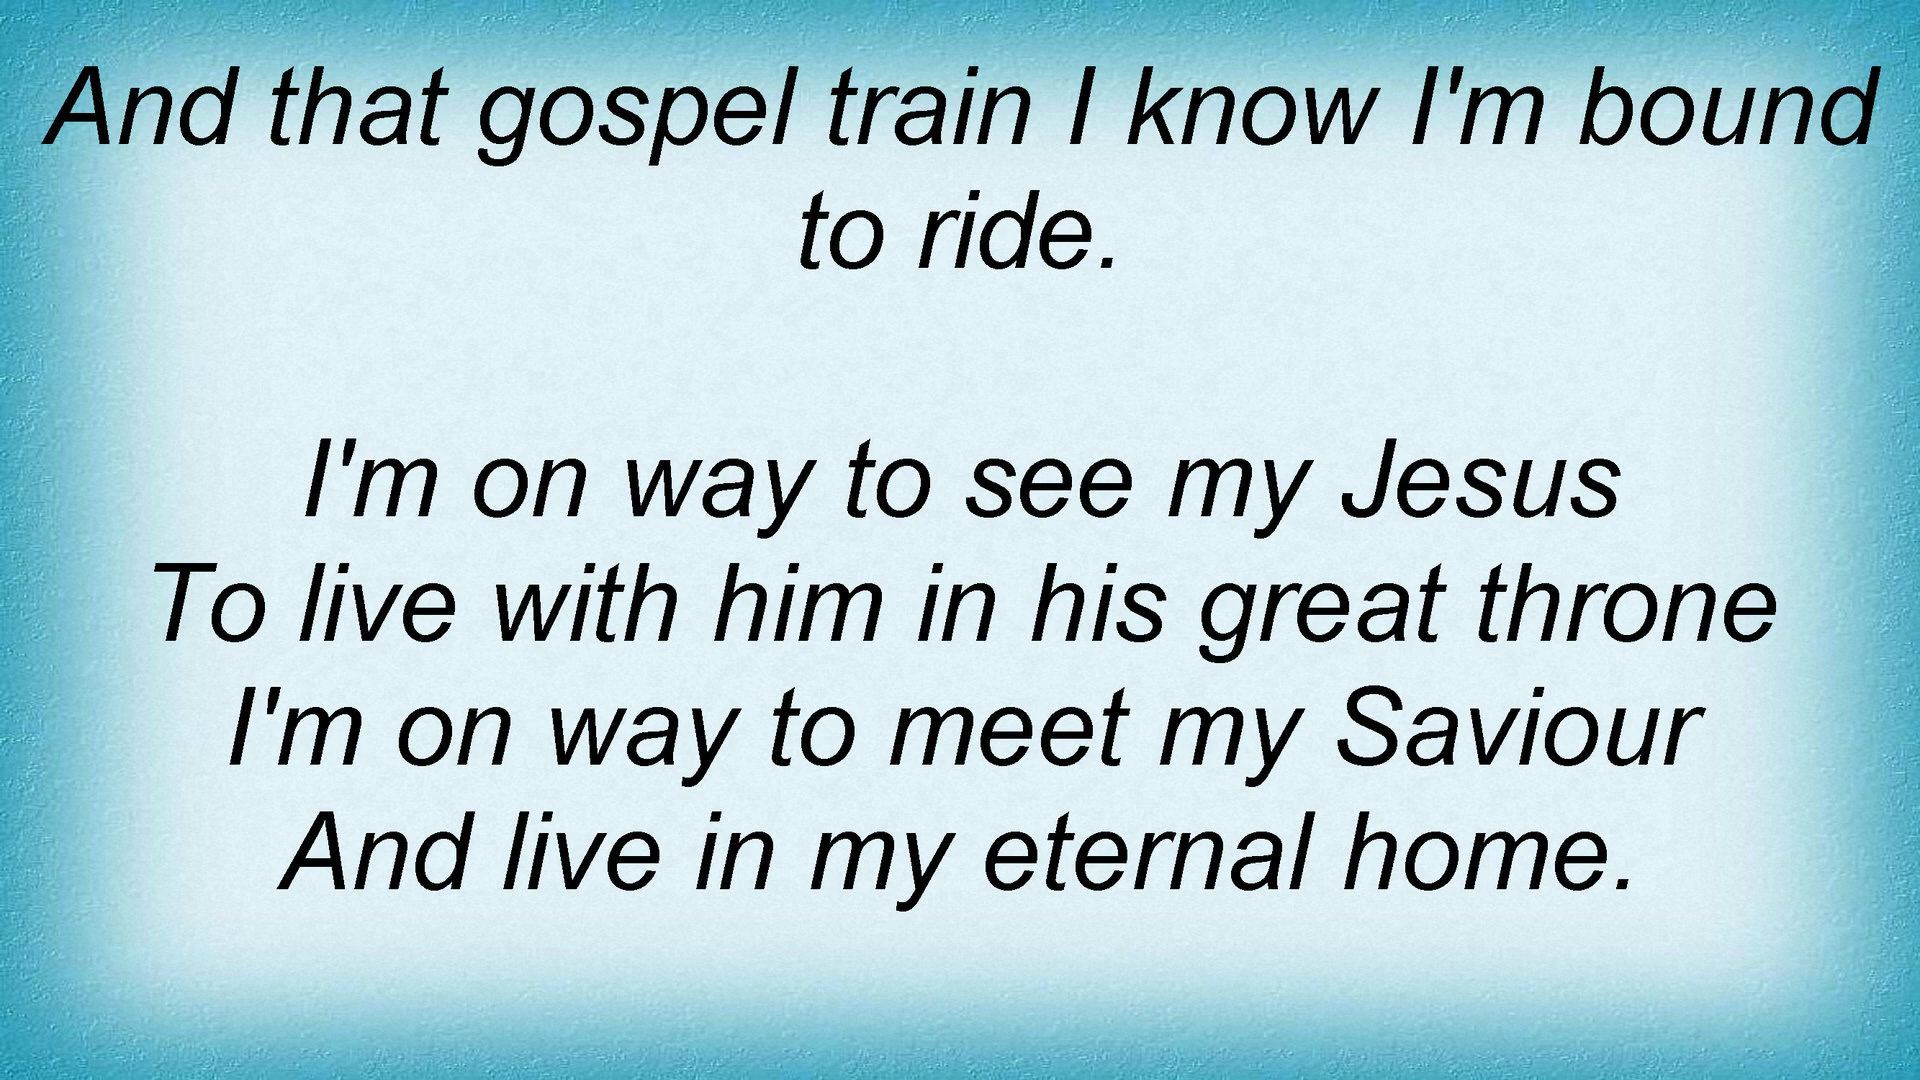 And that gospel train I know I'm bound
to ride.
I'm on way to see my Jesus
To live with him in his great throne
I'm on way to meet my Saviour
And live in my eternal home.